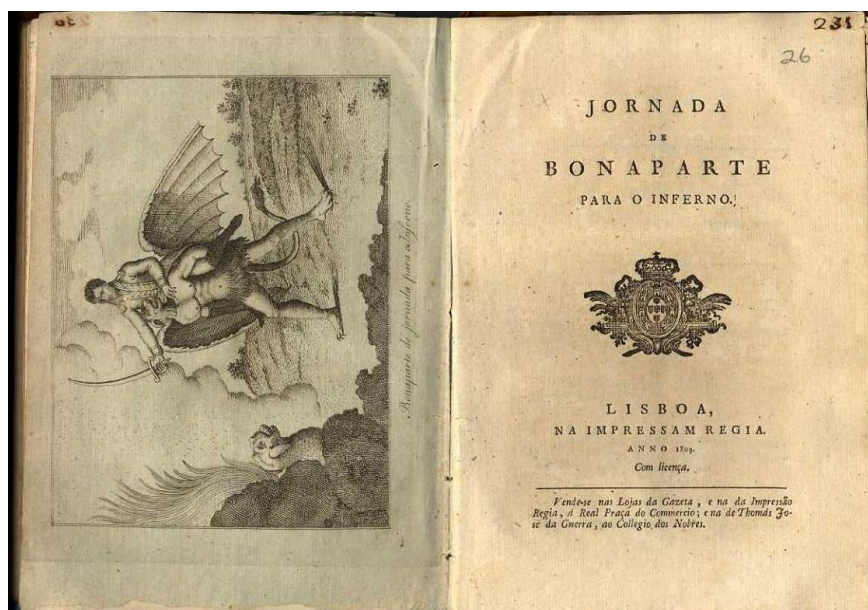 231
26
Bonaparte de jornada para o Inferno
JORNADA
DE
BONAPARTE
PARA O INFERNO.
LISBOA,
NA IMPRESSAM REGIA.
ANNO 1809.
Com licença.
Vende-se nas Lojas da Gazeta, e na da Impressão
Regia, á Real Praça do Commercio; e na de Thomás Jo-
sé da Guerra, ao Collegio dos Nobres.